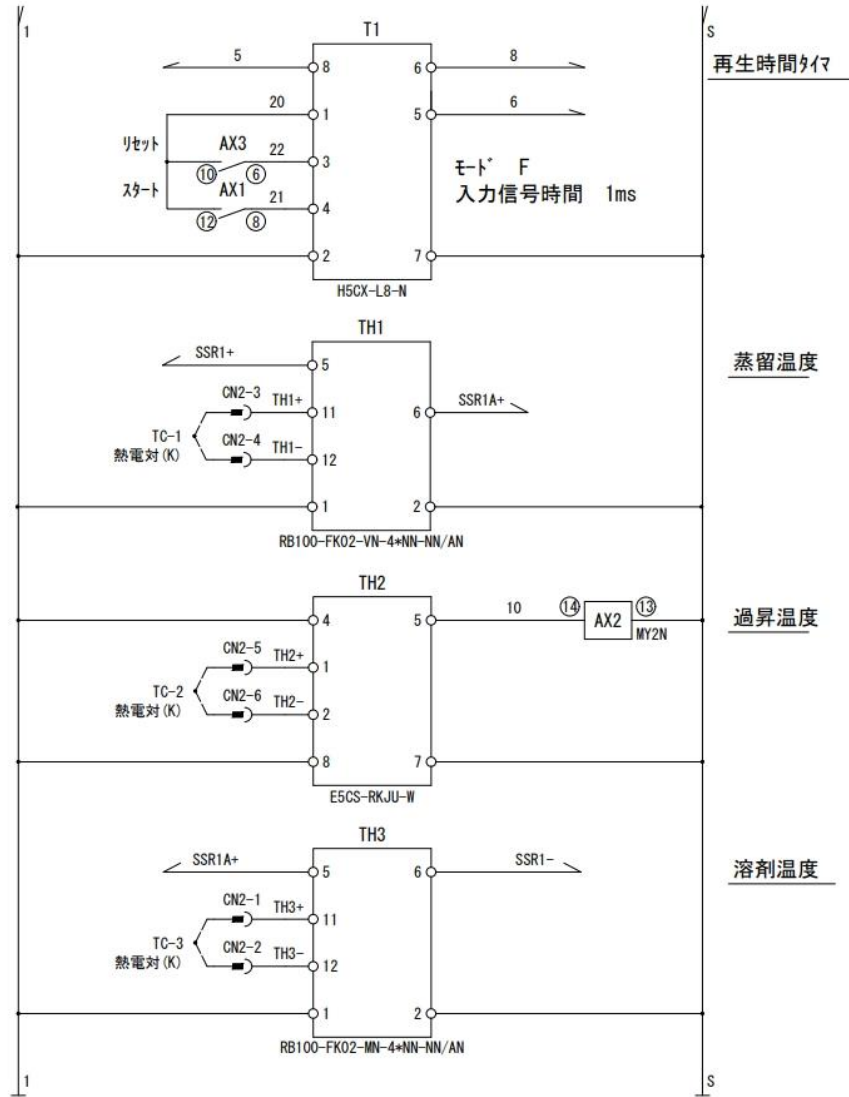 1
S
T1
再生時間ﾀｲﾏ
5
8
6
8
20
1
5
6
ﾘｾｯﾄ
AX3
22
3
⑩
⑥
ﾓｰﾄﾞ F
ｽﾀｰﾄ
AX1
21
4
入力信号時間 1ms
⑫
⑧
2
7
H5CX-L8-N
TH1
蒸留温度
SSR1+
5
CN2-3
TH1+
11
6
SSR1A+
TC-1
熱電対(K)
CN2-4
TH1-
12
1
2
RB100-FK02-VN-4*NN-NN/AN
TH2
過昇温度
4
5
10
⑭
AX2
⑬
MY2N
CN2-5
TH2+
1
TC-2
熱電対(K)
CN2-6
TH2-
2
8
7
E5CS-RKJU-W
TH3
溶剤温度
SSR1A+
5
6
SSR1-
CN2-1
TH3+
11
TC-3
熱電対(K)
CN2-2
TH3-
12
1
2
RB100-FK02-MN-4*NN-NN/AN
1
S